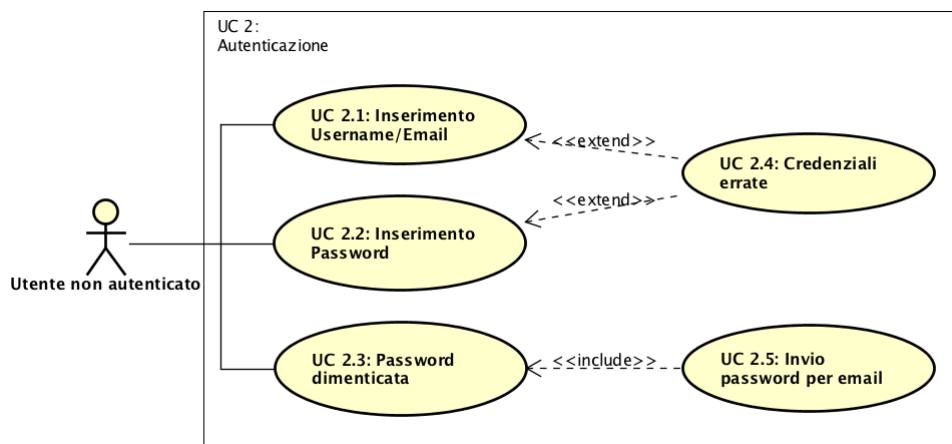 UC 2:
Autenticazione
UC 2.1: Inserimento
Username/Email
<<extend>>
UC 2.4: Credenziali
errate
<<extend>>
UC 2.2: Inserimento
Password
Utente non autenticato
UC 2.3: Password
dimenticata
<<include>>
UC 2.5: Invio
password per email